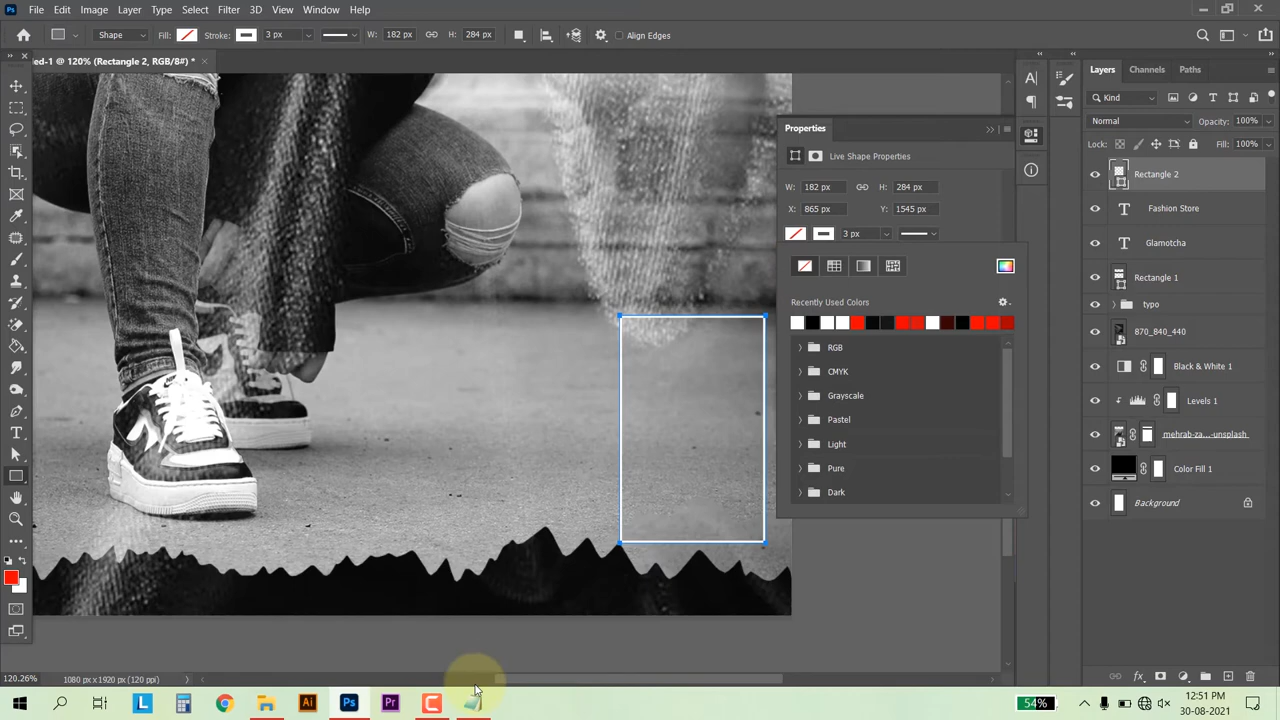 Ps File Edit Image Layer Type Select Filter 3D View Window Help
Shape Fill: Stroke: 3 px W: 182 px H: 284 px Align Edges
ed-1 @ 120% (Rectangle 2, RGB/8#) *
Properties
Live Shape Properties
W: 182 px H: 284 px
X: 865 px Y: 1545 px
3 px
Recently Used Colors
RGB
CMYK
Grayscale
Pastel
Light
Pure
Dark
Layers Channels Paths
Kind
Normal Opacity: 100%
Lock: Fill: 100%
Rectangle 2
Fashion Store
Glamotcha
Rectangle 1
typo
870_840_440
Black & White 1
Levels 1
mehrab-za...-unsplash
Color Fill 1
Background
120.26% 1080 px x 1920 px (120 ppi)
L Ai Ps Pr C 54% 12:51 PM
30-08-2021